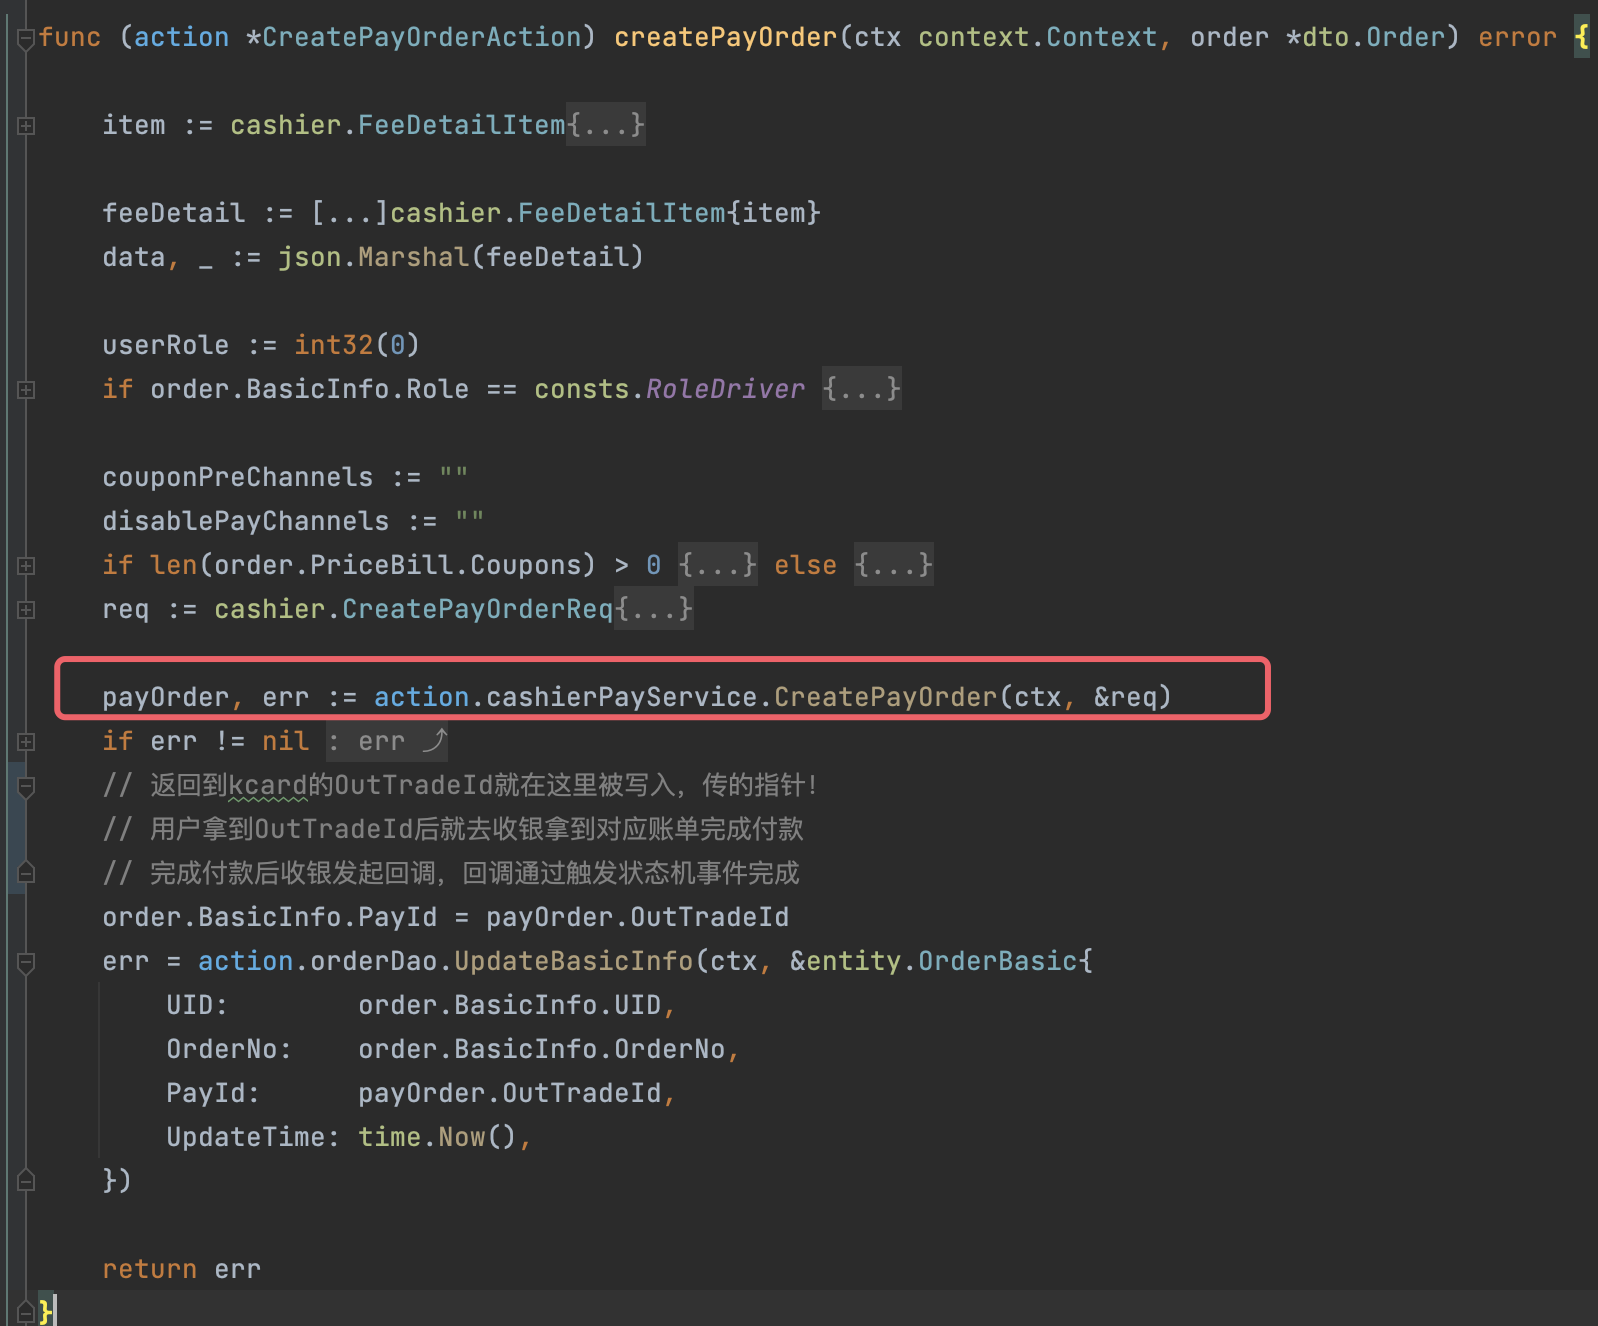 func (action *CreatePayOrderAction) createPayOrder(ctx context.Context, order *dto.Order) error {
item := cashier.FeeDetailItem{...}
feeDetail := [...]cashier.FeeDetailItem{item}
data, _ := json.Marshal(feeDetail)
userRole := int32(0)
if order.BasicInfo.Role == consts.RoleDriver {...}
couponPreChannels := ""
disablePayChannels := ""
if len(order.PriceBill.Coupons) > 0 {...} else {...}
req := cashier.CreatePayOrderReq{...}
payOrder, err := action.cashierPayService.CreatePayOrder(ctx, &req)
if err != nil : err ⤴
// 返回到kcard的OutTradeId就在这里被写入，传的指针！
// 用户拿到OutTradeId后就去收银拿到对应账单完成付款
// 完成付款后收银发起回调，回调通过触发状态机事件完成
order.BasicInfo.PayId = payOrder.OutTradeId
err = action.orderDao.UpdateBasicInfo(ctx, &entity.OrderBasic{
UID: order.BasicInfo.UID,
OrderNo: order.BasicInfo.OrderNo,
PayId: payOrder.OutTradeId,
UpdateTime: time.Now(),
})
return err
}